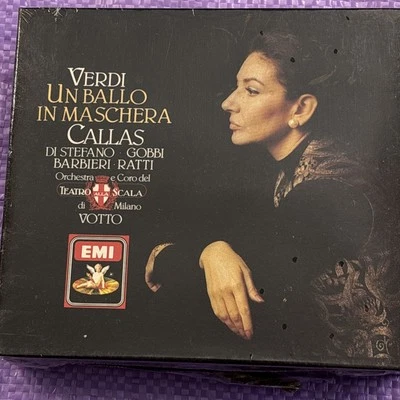 VERDI
UN BALLO
IN MASCHERA
CALLAS
DI STEFANO · GOBBI
BARBIERI · RATTI
Orchestra e Coro del
TEATRO ALLA SCALA
di Milano
VOTTO
EMI